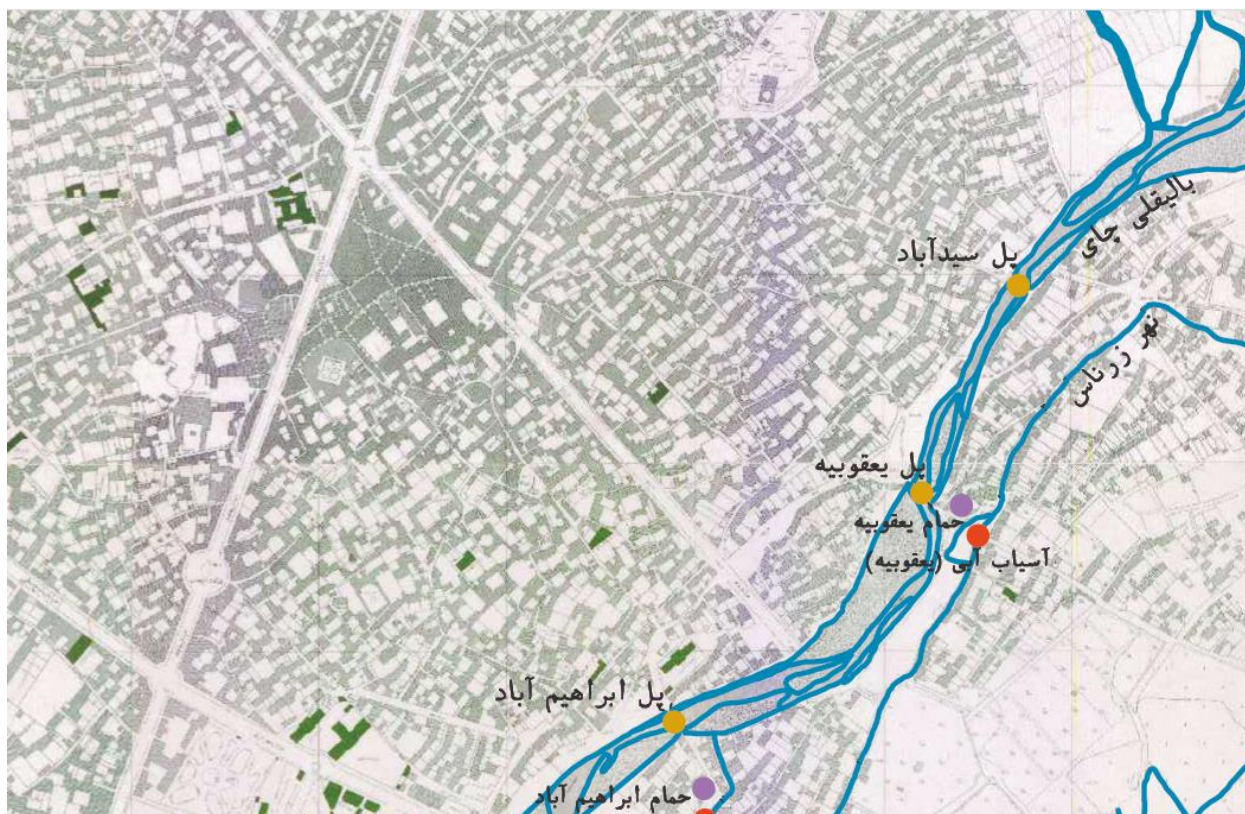 بالیقلی چای
پل سیدآباد
نهر زرناس
پل یعقوبیه
حمام یعقوبیه
آسیاب آبی (یعقوبیه)
پل ابراهیم آباد
حمام ابراهیم آباد